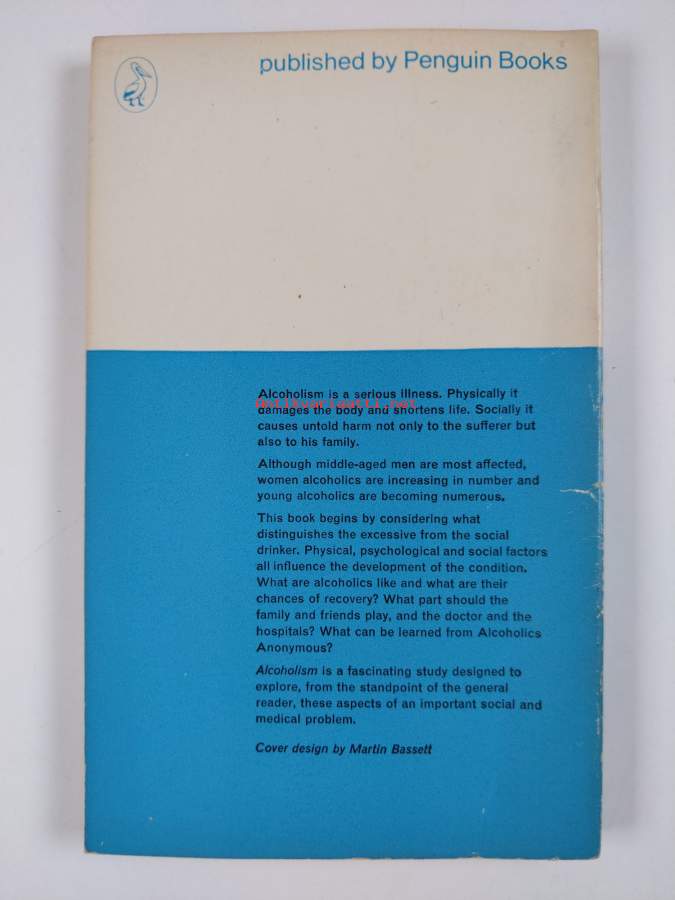 published by Penguin Books
Alcoholism is a serious illness. Physically it
antikvariaatti.net
damages the body and shortens life. Socially it
causes untold harm not only to the sufferer but
also to his family.
Although middle-aged men are most affected,
women alcoholics are increasing in number and
young alcoholics are becoming numerous.
This book begins by considering what
distinguishes the excessive from the social
drinker. Physical, psychological and social factors
all influence the development of the condition.
What are alcoholics like and what are their
chances of recovery? What part should the
family and friends play, and the doctor and the
hospitals? What can be learned from Alcoholics
Anonymous?
Alcoholism is a fascinating study designed to
explore, from the standpoint of the general
reader, these aspects of an important social and
medical problem.
Cover design by Martin Bassett